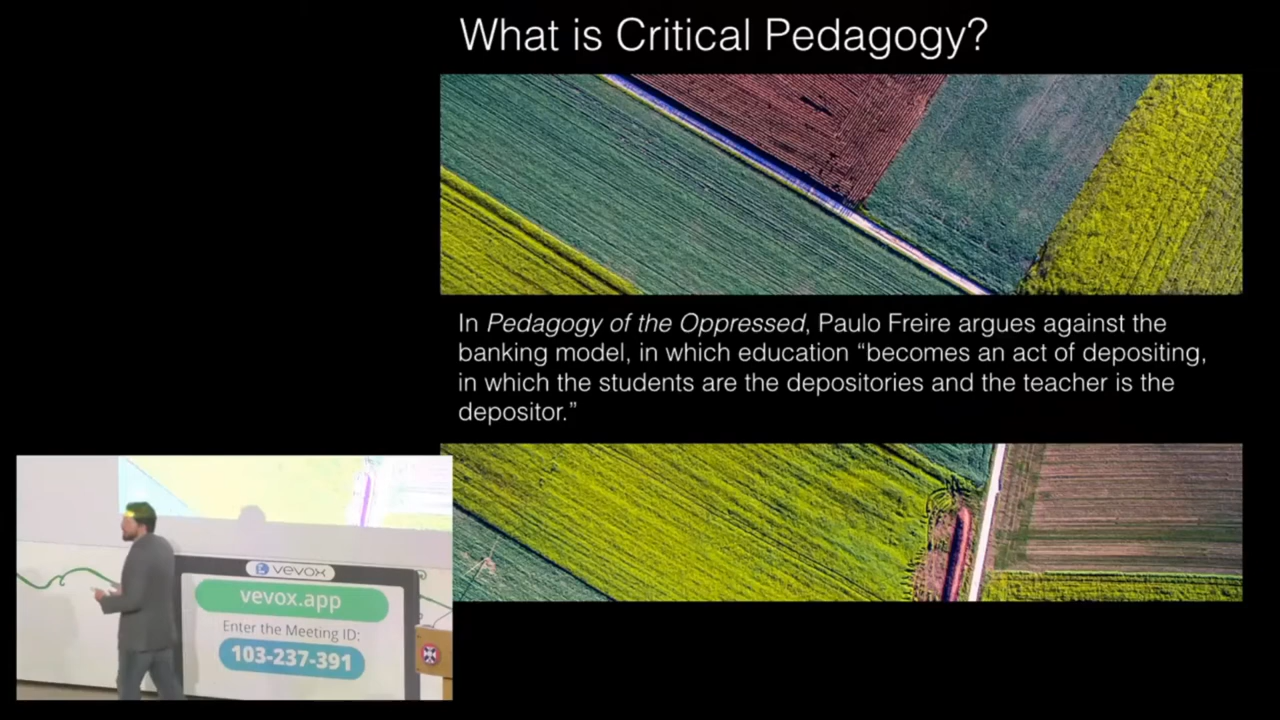 What is Critical Pedagogy?
In Pedagogy of the Oppressed, Paulo Freire argues against the
banking model, in which education “becomes an act of depositing,
in which the students are the depositories and the teacher is the
depositor.”
vevox
vevox.app
Enter the Meeting ID:
103-237-391